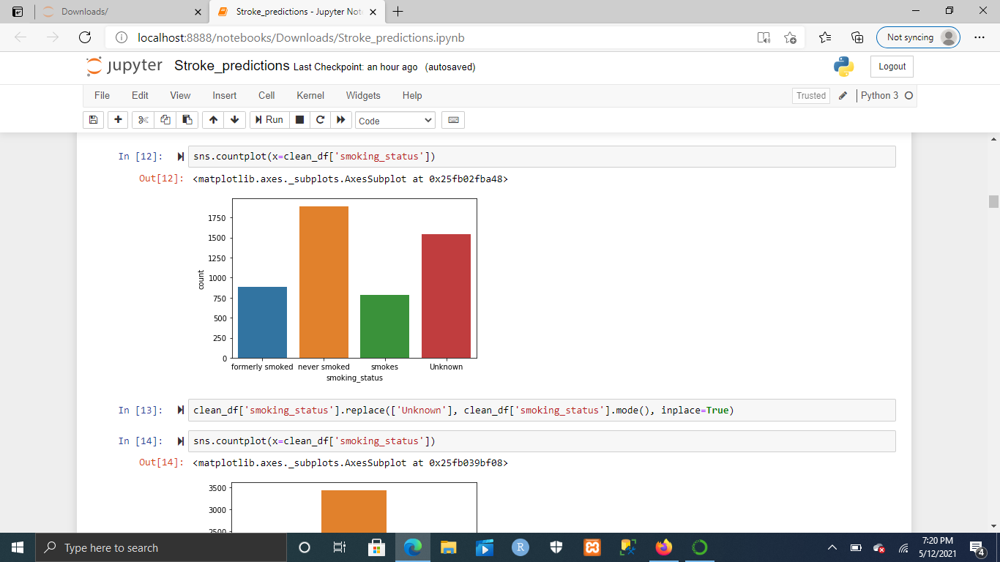 Downloads/
Stroke_predictions - Jupyter Not
localhost:8888/notebooks/Downloads/Stroke_predictions.ipynb
Not syncing
jupyter Stroke_predictions Last Checkpoint: an hour ago (autosaved)
Logout
File Edit View Insert Cell Kernel Widgets Help
Trusted
Python 3
Run
Code
In [12]: sns.countplot(x=clean_df['smoking_status'])
Out[12]: <matplotlib.axes._subplots.AxesSubplot at 0x25fb02fba48>
1750
1500
1250
1000
750
500
250
0
count
formerly smoked never smoked smokes Unknown
smoking_status
In [13]: clean_df['smoking_status'].replace(['Unknown'], clean_df['smoking_status'].mode(), inplace=True)
In [14]: sns.countplot(x=clean_df['smoking_status'])
Out[14]: <matplotlib.axes._subplots.AxesSubplot at 0x25fb039bf08>
3500
3000
2500
Type here to search
R
7:20 PM
5/12/2021
4